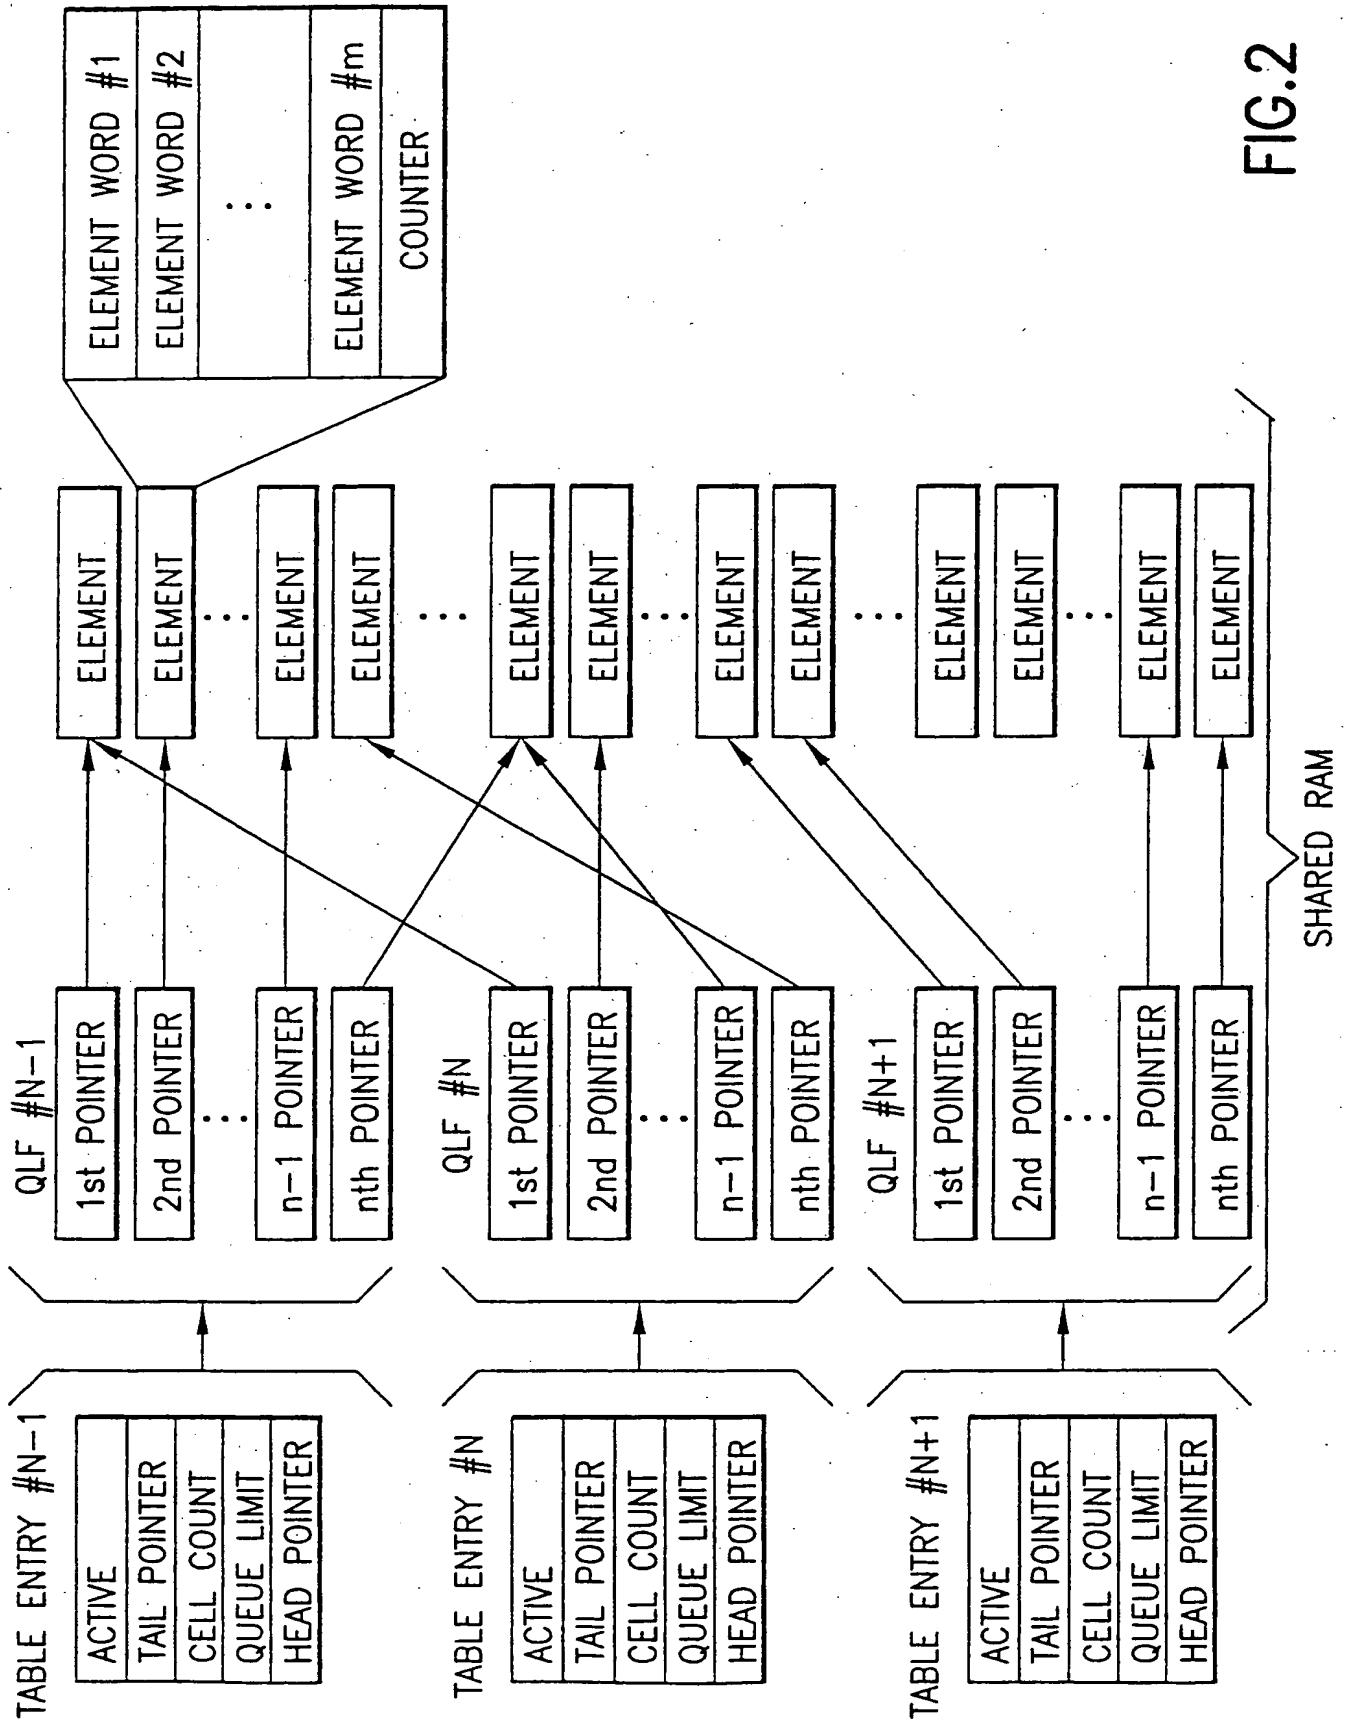 TABLE ENTRY #N-1
ACTIVE
TAIL POINTER
CELL COUNT
QUEUE LIMIT
HEAD POINTER
TABLE ENTRY #N
ACTIVE
TAIL POINTER
CELL COUNT
QUEUE LIMIT
HEAD POINTER
TABLE ENTRY #N+1
ACTIVE
TAIL POINTER
CELL COUNT
QUEUE LIMIT
HEAD POINTER
QLF #N-1
1st POINTER
2nd POINTER
...
n-1 POINTER
nth POINTER
QLF #N
1st POINTER
2nd POINTER
...
n-1 POINTER
nth POINTER
QLF #N+1
1st POINTER
2nd POINTER
...
n-1 POINTER
nth POINTER
ELEMENT
ELEMENT
...
ELEMENT
ELEMENT
...
ELEMENT
ELEMENT
...
ELEMENT
ELEMENT
...
ELEMENT
ELEMENT
...
ELEMENT
ELEMENT
SHARED RAM
ELEMENT WORD #1
ELEMENT WORD #2
...
ELEMENT WORD #m
COUNTER
FIG.2